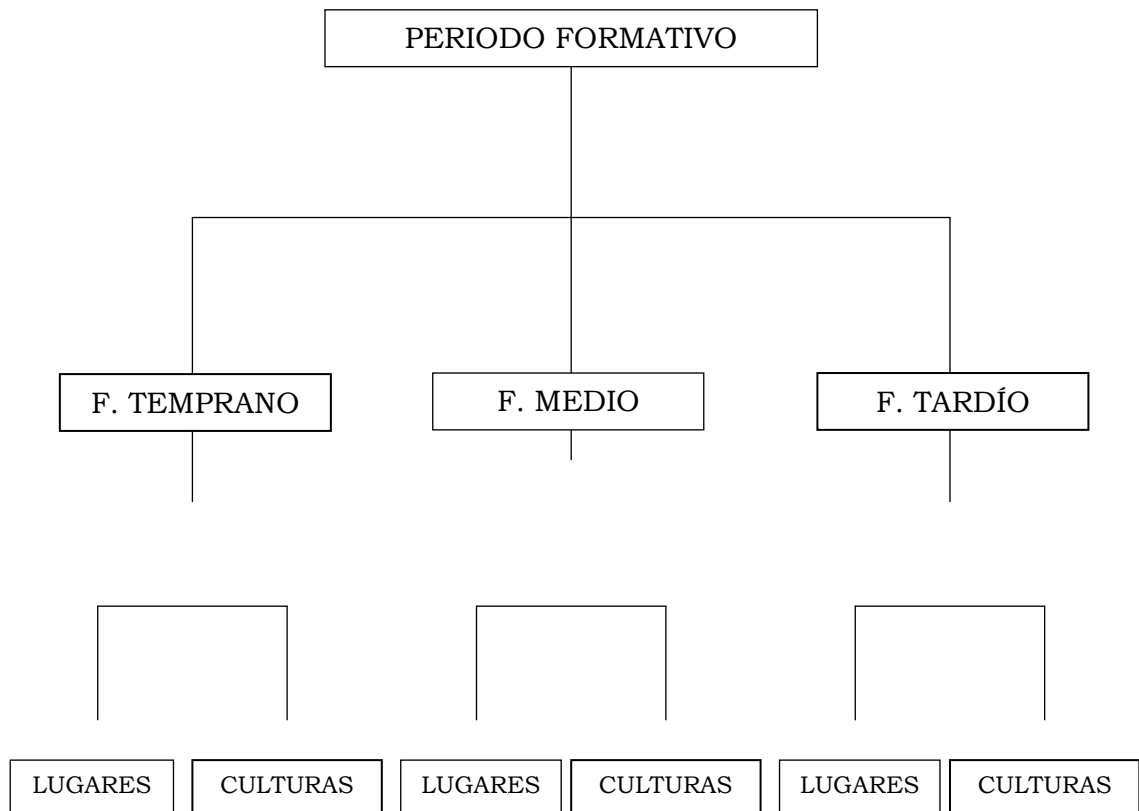 PERIODO FORMATIVO
F. TEMPRANO
F. MEDIO
F. TARDÍO
LUGARES
CULTURAS
LUGARES
CULTURAS
LUGARES
CULTURAS